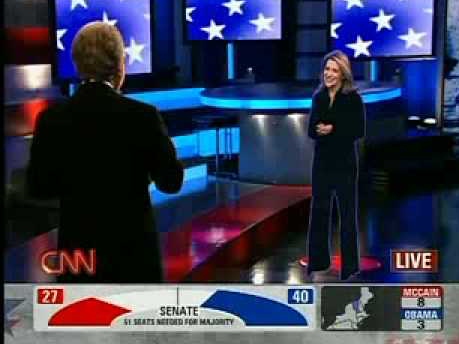 CNN
LIVE
27
40
SENATE
51 SEATS NEEDED FOR MAJORITY
MCCAIN
8
OBAMA
3